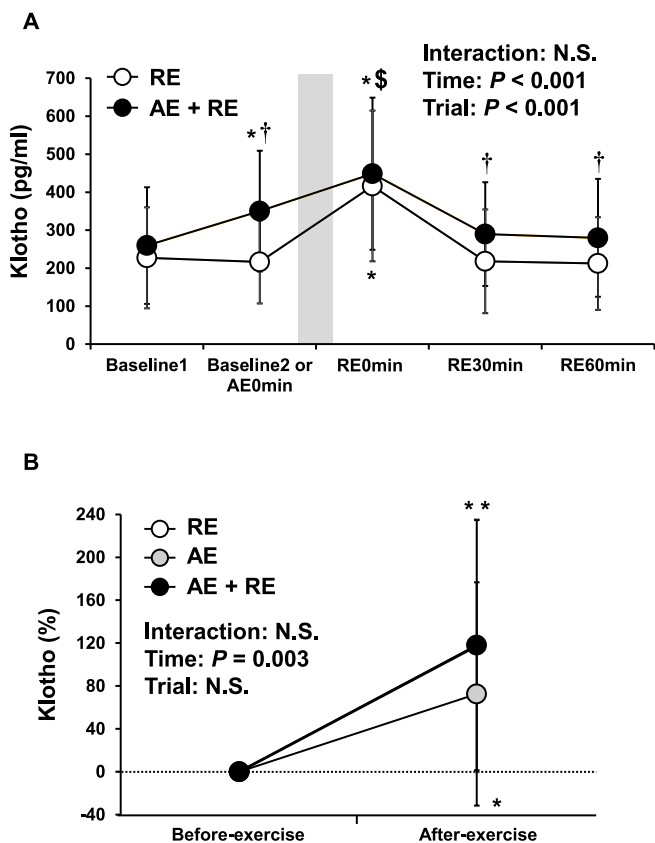 A
Interaction: N.S.
Time: P < 0.001
Trial: P < 0.001
RE
AE + RE
Klotho (pg/ml)
700
600
500
400
300
200
100
0
*†
*$
*
†
†
Baseline1
Baseline2 or
AE0min
RE0min
RE30min
RE60min
B
RE
AE
AE + RE
Interaction: N.S.
Time: P = 0.003
Trial: N.S.
Klotho (%)
240
200
160
120
80
40
0
-40
* *
*
Before-exercise
After-exercise